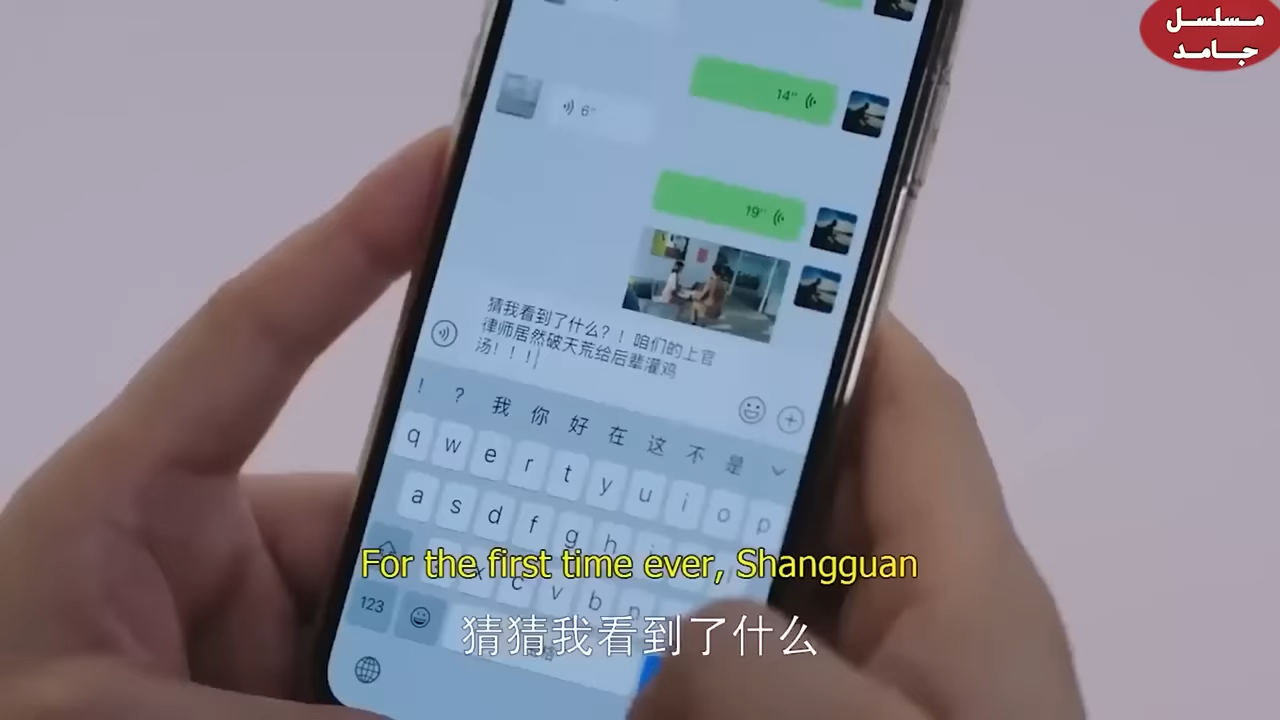 مسلسل
جامد
14"
6"
19"
猜我看到了什么？！咱们的上官
律师居然破天荒给后辈灌鸡
汤！！！
！ ？ 我 你 好 在 这 不 是
q w e r t y u i o p
a s d f g h
x c v b n
For the first time ever, Shangguan
123
猜猜我看到了什么